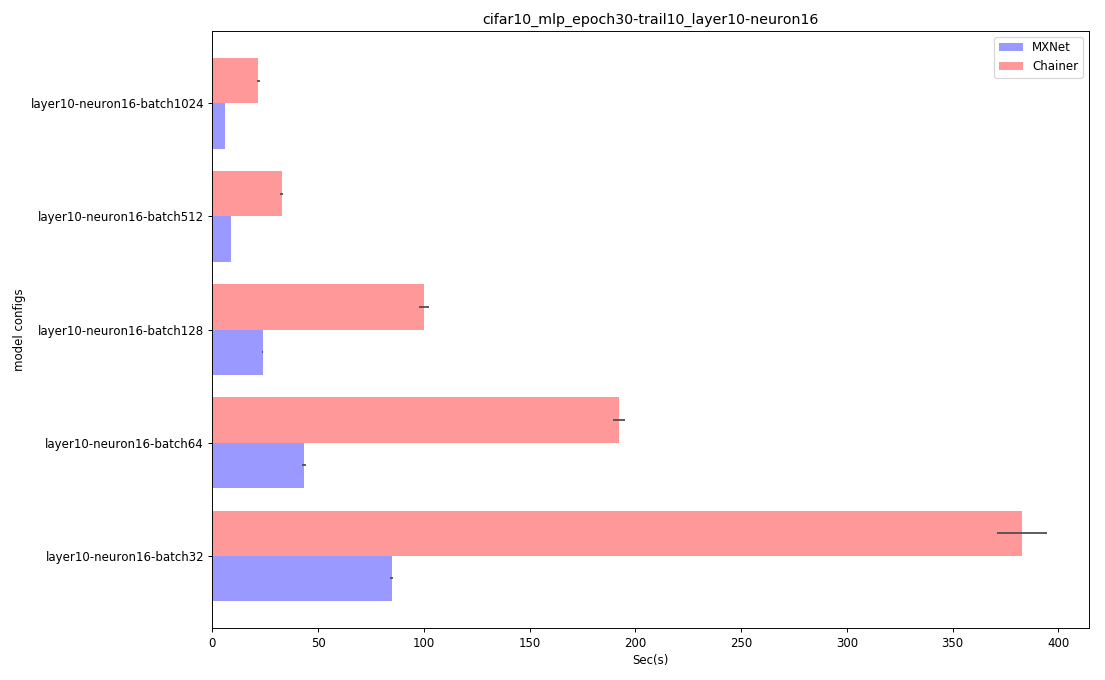 cifar10_mlp_epoch30-trail10_layer10-neuron16
MXNet
Chainer
layer10-neuron16-batch1024
layer10-neuron16-batch512
layer10-neuron16-batch128
layer10-neuron16-batch64
layer10-neuron16-batch32
model configs
0 50 100 150 200 250 300 350 400
Sec(s)